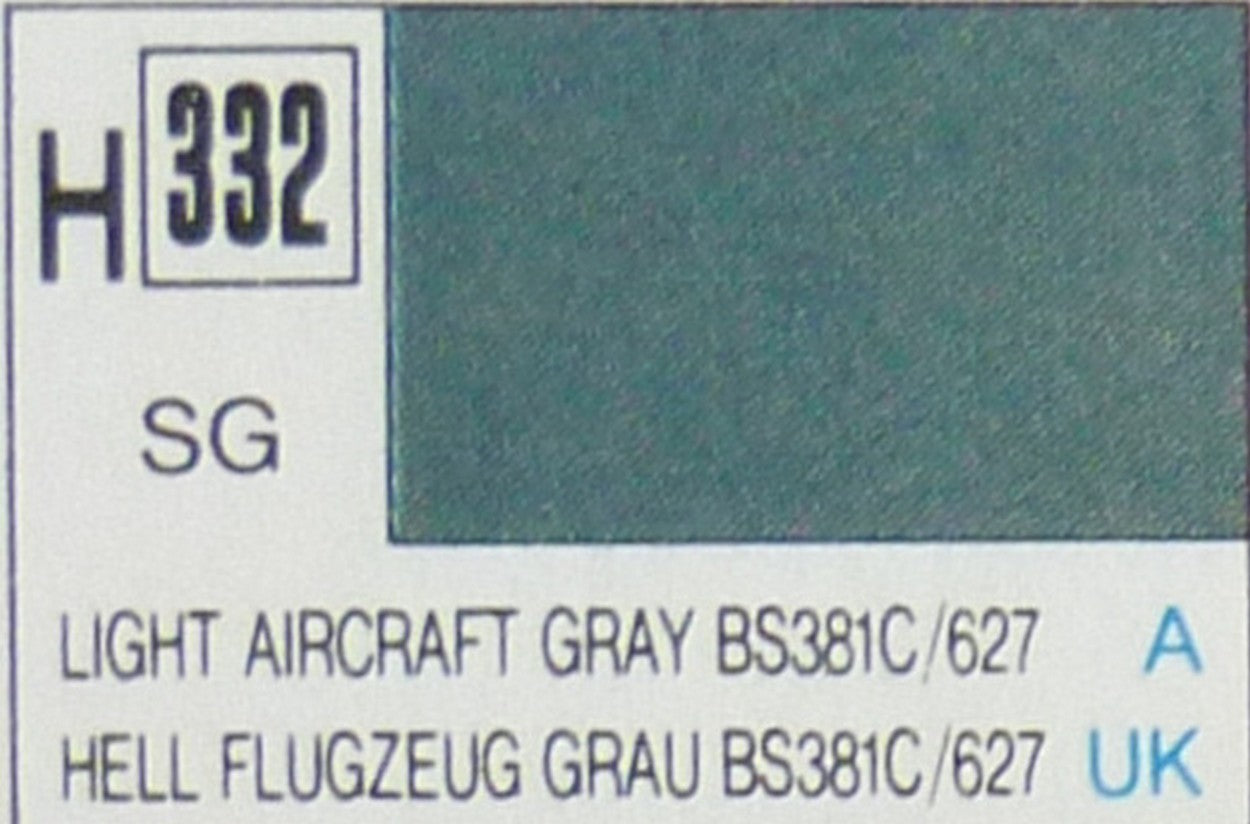 H 332
SG
LIGHT AIRCRAFT GRAY BS381C/627 A
HELL FLUGZEUG GRAU BS381C/627 UK